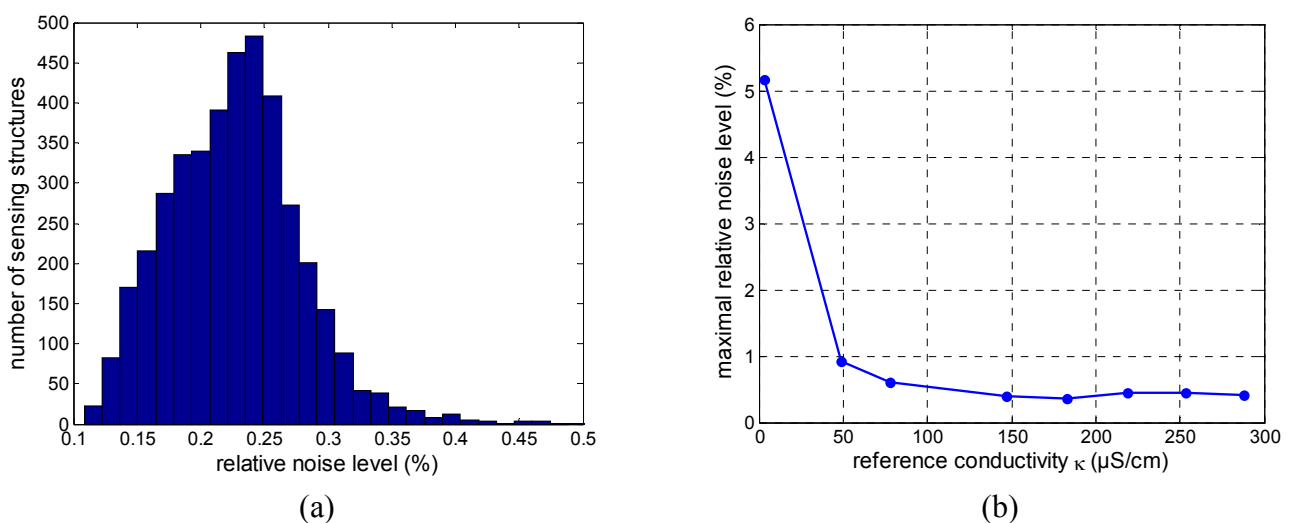 500
450
400
350
300
250
200
150
100
50
0
number of sensing structures
0.1 0.15 0.2 0.25 0.3 0.35 0.4 0.45 0.5
relative noise level (%)
(a)
6
5
4
3
2
1
0
maximal relative noise level (%)
0 50 100 150 200 250 300
reference conductivity κ (µS/cm)
(b)